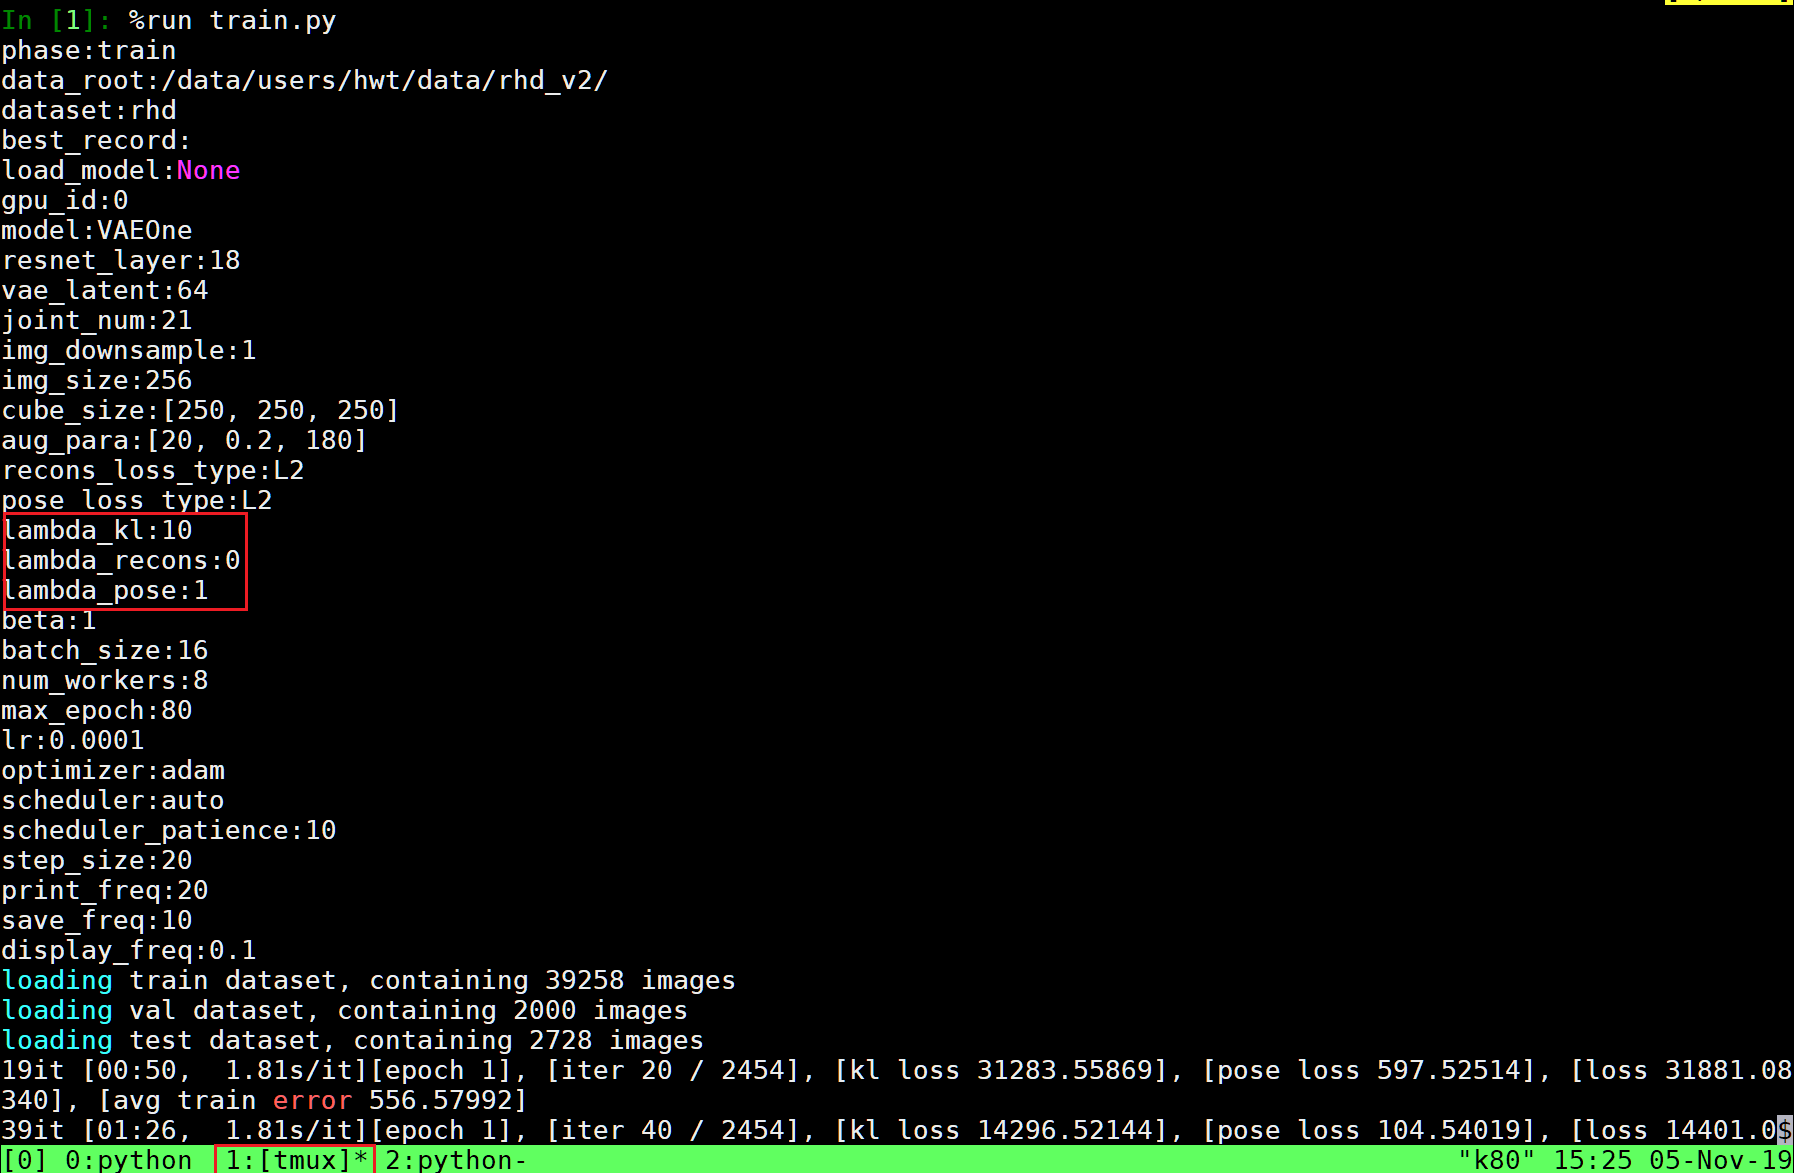 In [1]: %run train.py
phase:train
data_root:/data/users/hwt/data/rhd_v2/
dataset:rhd
best_record:
load_model:None
gpu_id:0
model:VAEOne
resnet_layer:18
vae_latent:64
joint_num:21
img_downsample:1
img_size:256
cube_size:[250, 250, 250]
aug_para:[20, 0.2, 180]
recons_loss_type:L2
pose_loss_type:L2
lambda_kl:10
lambda_recons:0
lambda_pose:1
beta:1
batch_size:16
num_workers:8
max_epoch:80
lr:0.0001
optimizer:adam
scheduler:auto
scheduler_patience:10
step_size:20
print_freq:20
save_freq:10
display_freq:0.1
loading train dataset, containing 39258 images
loading val dataset, containing 2000 images
loading test dataset, containing 2728 images
19it [00:50,  1.81s/it][epoch 1], [iter 20 / 2454], [kl loss 31283.55869], [pose loss 597.52514], [loss 31881.08
340], [avg train error 556.57992]
39it [01:26,  1.81s/it][epoch 1], [iter 40 / 2454], [kl loss 14296.52144], [pose loss 104.54019], [loss 14401.0$
[0] 0:python  1:[tmux]* 2:python- "k80" 15:25 05-Nov-19